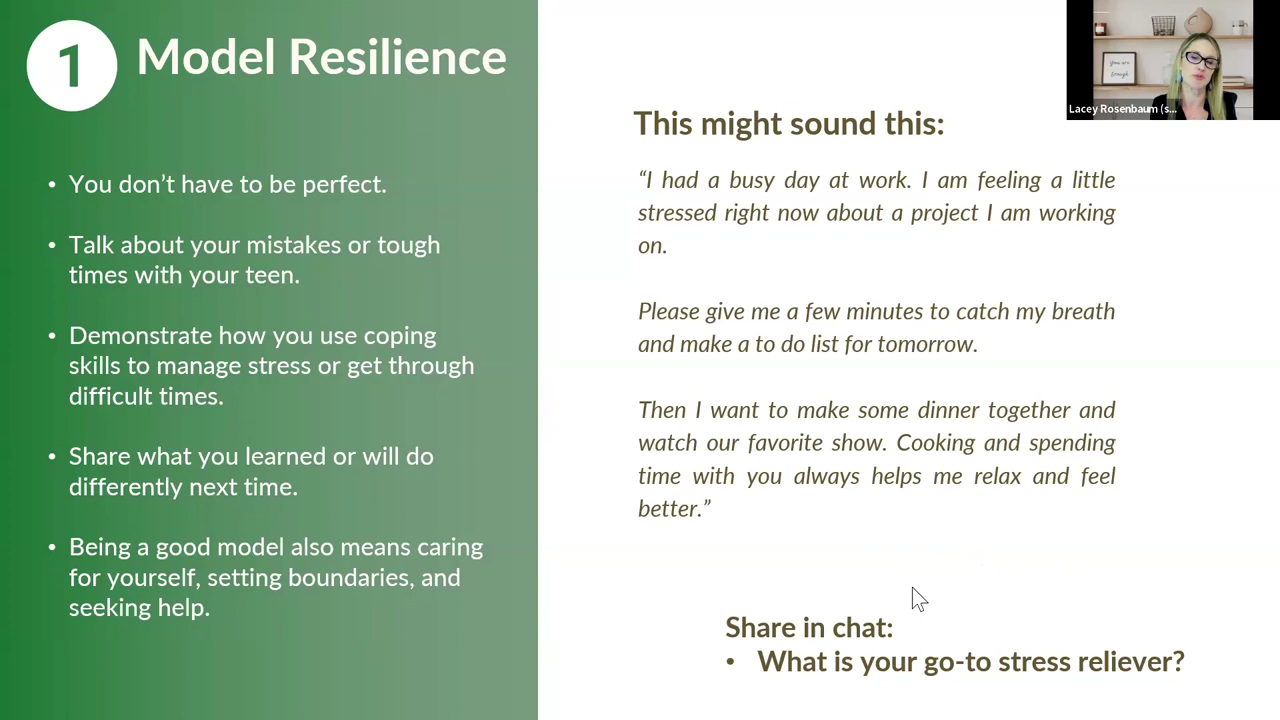 1 Model Resilience
• You don’t have to be perfect.
• Talk about your mistakes or tough
times with your teen.
• Demonstrate how you use coping
skills to manage stress or get through
difficult times.
• Share what you learned or will do
differently next time.
• Being a good model also means caring
for yourself, setting boundaries, and
seeking help.
This might sound this:
“I had a busy day at work. I am feeling a little
stressed right now about a project I am working
on.
Please give me a few minutes to catch my breath
and make a to do list for tomorrow.
Then I want to make some dinner together and
watch our favorite show. Cooking and spending
time with you always helps me relax and feel
better.”
Share in chat:
• What is your go-to stress reliever?
You are
enough
Lacey Rosenbaum (s...